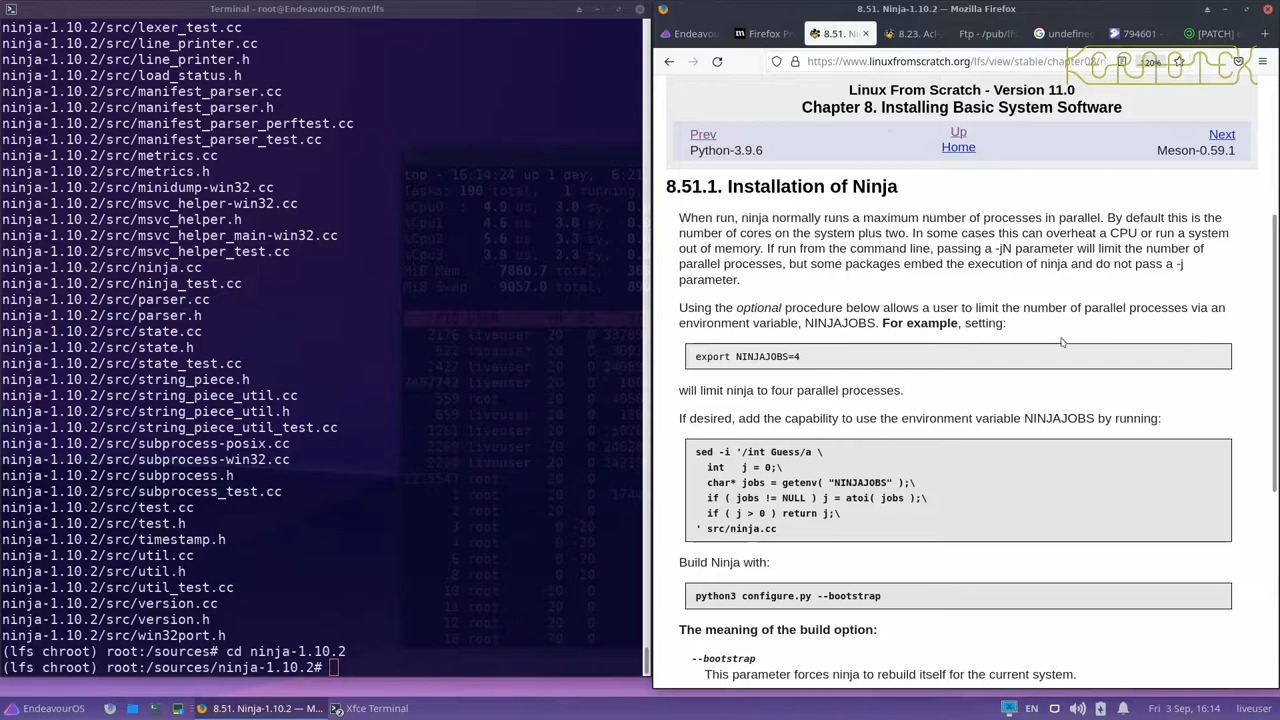 Terminal - root@EndeavourOS:/mnt/lfs
ninja-1.10.2/src/lexer_test.cc
ninja-1.10.2/src/line_printer.cc
ninja-1.10.2/src/line_printer.h
ninja-1.10.2/src/load_status.h
ninja-1.10.2/src/manifest_parser.cc
ninja-1.10.2/src/manifest_parser.h
ninja-1.10.2/src/manifest_parser_perftest.cc
ninja-1.10.2/src/manifest_parser_test.cc
ninja-1.10.2/src/metrics.cc
ninja-1.10.2/src/metrics.h
ninja-1.10.2/src/minidump-win32.cc
ninja-1.10.2/src/msvc_helper-win32.cc
ninja-1.10.2/src/msvc_helper.h
ninja-1.10.2/src/msvc_helper_main-win32.cc
ninja-1.10.2/src/msvc_helper_test.cc
ninja-1.10.2/src/ninja.cc
ninja-1.10.2/src/ninja_test.cc
ninja-1.10.2/src/parser.cc
ninja-1.10.2/src/parser.h
ninja-1.10.2/src/state.cc
ninja-1.10.2/src/state.h
ninja-1.10.2/src/state_test.cc
ninja-1.10.2/src/string_piece.h
ninja-1.10.2/src/string_piece_util.cc
ninja-1.10.2/src/string_piece_util.h
ninja-1.10.2/src/string_piece_util_test.cc
ninja-1.10.2/src/subprocess-posix.cc
ninja-1.10.2/src/subprocess-win32.cc
ninja-1.10.2/src/subprocess.h
ninja-1.10.2/src/subprocess_test.cc
ninja-1.10.2/src/test.cc
ninja-1.10.2/src/test.h
ninja-1.10.2/src/timestamp.h
ninja-1.10.2/src/util.cc
ninja-1.10.2/src/util.h
ninja-1.10.2/src/util_test.cc
ninja-1.10.2/src/version.cc
ninja-1.10.2/src/version.h
ninja-1.10.2/src/win32port.h
(lfs chroot) root:/sources# cd ninja-1.10.2
(lfs chroot) root:/sources/ninja-1.10.2#
8.51. Ninja-1.10.2 — Mozilla Firefox
Endeavour Firefox Pr 8.51. Ni 8.23. Acl- Ftp - /pub/lfs undefine 794601 - [PATCH]
https://www.linuxfromscratch.org/lfs/view/stable/chapter08/n 120%
Linux From Scratch - Version 11.0
Chapter 8. Installing Basic System Software
Prev Up Next
Python-3.9.6 Home Meson-0.59.1
8.51.1. Installation of Ninja
When run, ninja normally runs a maximum number of processes in parallel. By default this is the
number of cores on the system plus two. In some cases this can overheat a CPU or run a system
out of memory. If run from the command line, passing a -jN parameter will limit the number of
parallel processes, but some packages embed the execution of ninja and do not pass a -j
parameter.
Using the optional procedure below allows a user to limit the number of parallel processes via an
environment variable, NINJAJOBS. For example, setting:
export NINJAJOBS=4
will limit ninja to four parallel processes.
If desired, add the capability to use the environment variable NINJAJOBS by running:
sed -i '/int Guess/a \
int j = 0;\
char* jobs = getenv( "NINJAJOBS" );\
if ( jobs != NULL ) j = atoi( jobs );\
if ( j > 0 ) return j;\
' src/ninja.cc
Build Ninja with:
python3 configure.py --bootstrap
The meaning of the build option:
--bootstrap
This parameter forces ninja to rebuild itself for the current system.
EndeavourOS 8.51. Ninja-1.10.2 — M... Xfce Terminal EN Fri 3 Sep, 16:14 liveuser